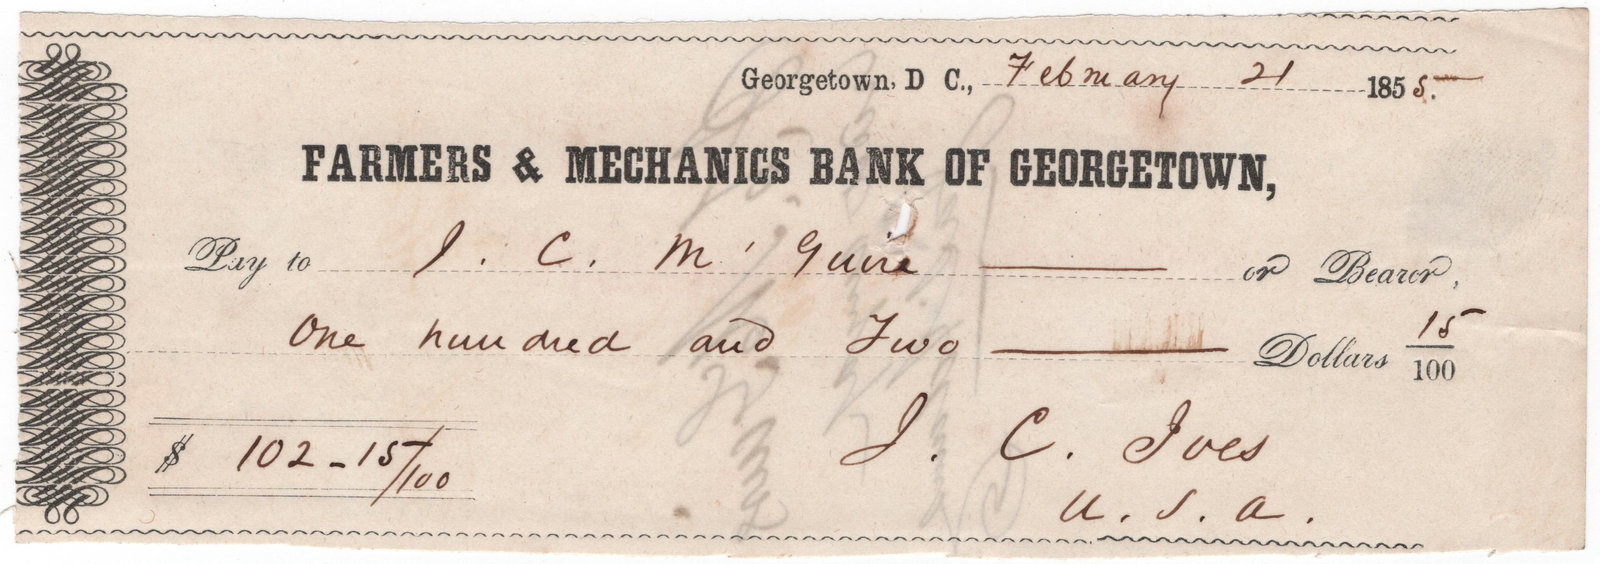 Georgetown, D C., February 21 1855.
FARMERS & MECHANICS BANK OF GEORGETOWN,
Pay to J. C. M'Guire or Bearer,
One hundred and Two Dollars 15/100
$ 102-15/100
J. C. Ives
U. S. A.